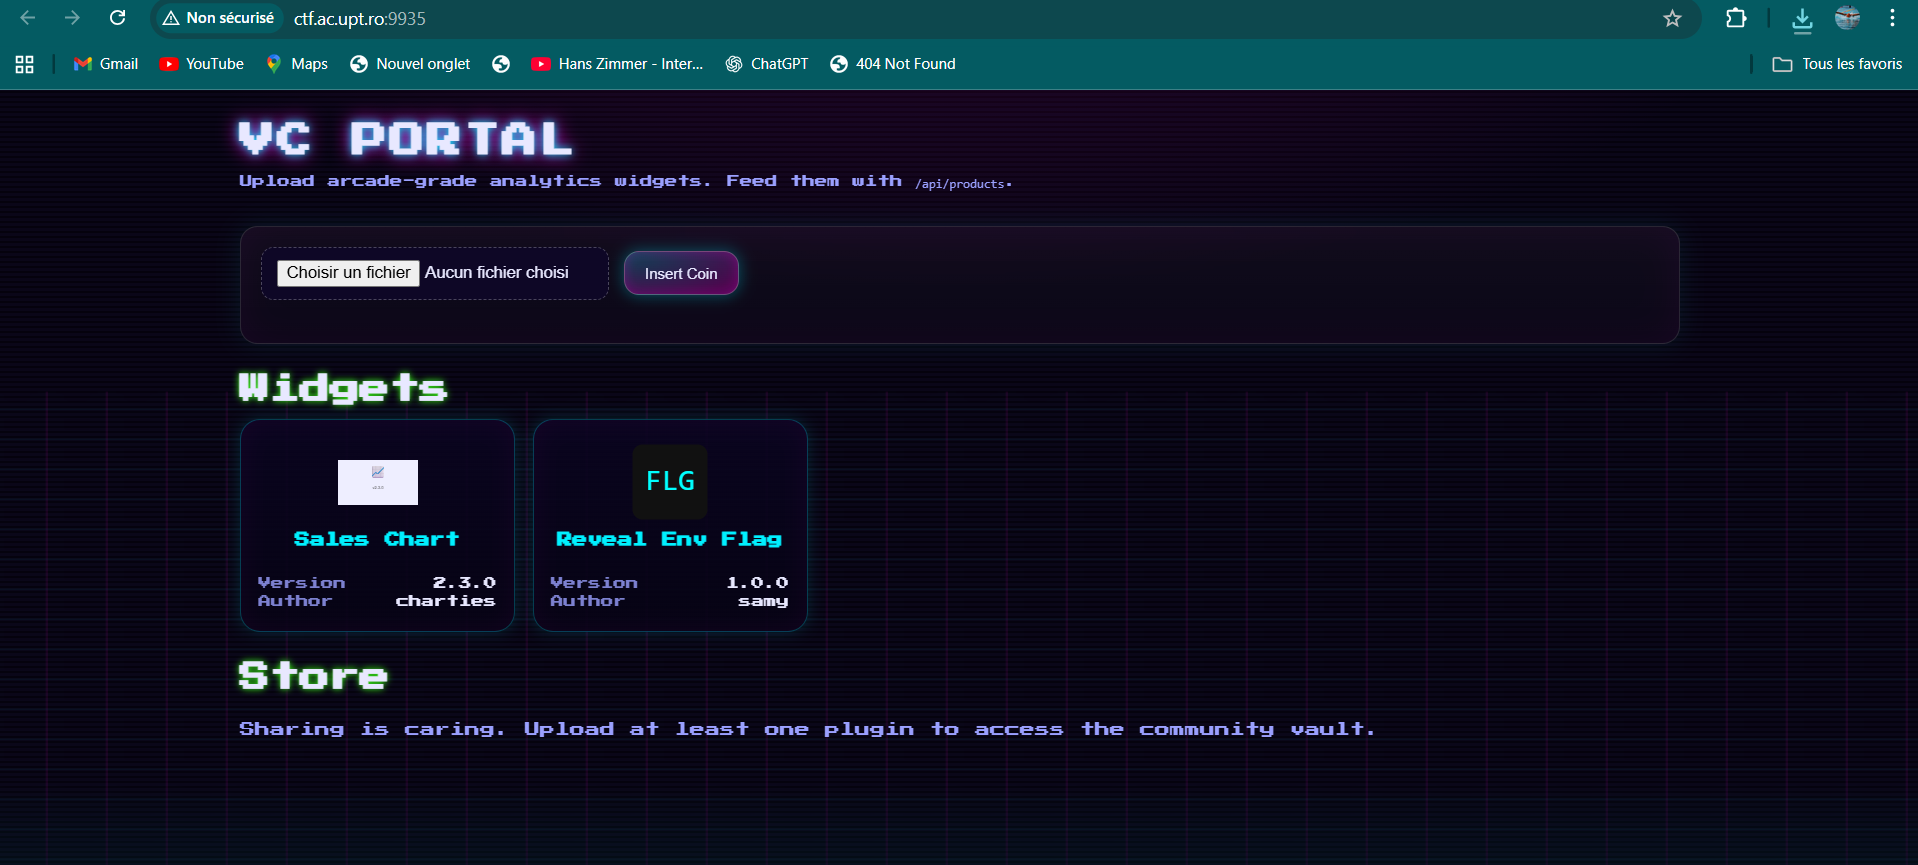 Non sécurisé ctf.ac.upt.ro:9935
Gmail YouTube Maps Nouvel onglet Hans Zimmer - Inter... ChatGPT 404 Not Found Tous les favoris
VC PORTAL
Upload arcade-grade analytics widgets. Feed them with /api/products.
Choisir un fichier Aucun fichier choisi Insert Coin
Widgets
FLG
Sales Chart
Version 2.3.0
Author charties
Reveal Env Flag
Version 1.0.0
Author samy
Store
Sharing is caring. Upload at least one plugin to access the community vault.